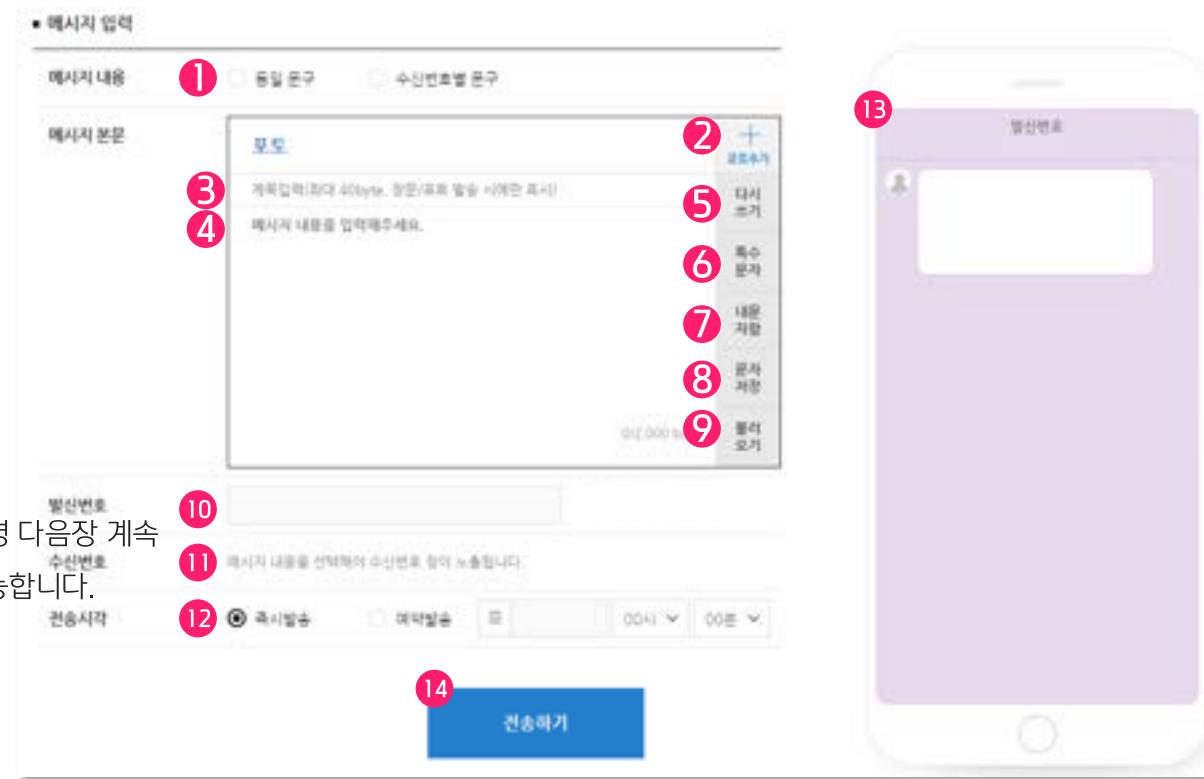 ▪ 메시지 입력
메시지 내용 1 동일 문구 수신번호별 문구
메시지 본문
포토
2 + 포토추가
3 제목입력(최대 40byte, 장문/포토 발송 시에만 표시)
4 메시지 내용을 입력해주세요.
5 다시 쓰기
6 특수 문자
7
8 문자 저장
9 불러 오기
발신번호 10
명 다음장 계속
수신번호 11 메시지 내용을 선택해야 수신번호 창이 노출됩니다.
능합니다.
전송시각 12 즉시발송 예약발송 00시 00분
14
전송하기
13
발신번호